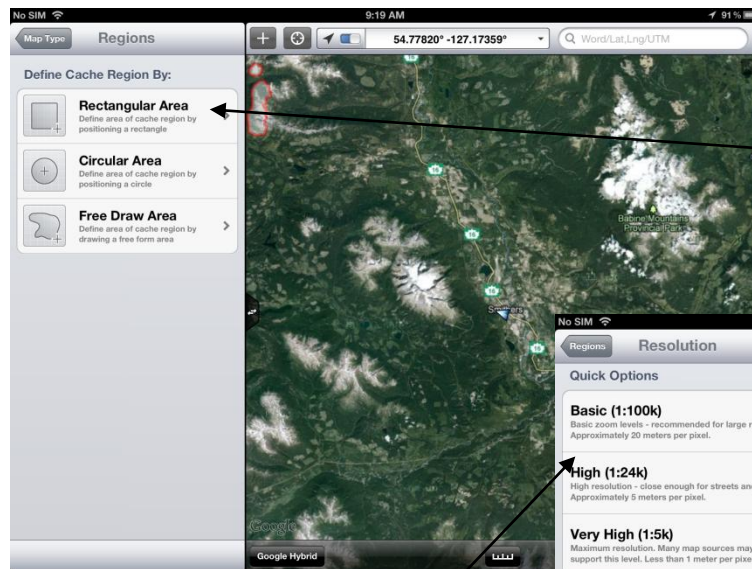 No SIM
9:19 AM
91%
Map Type
Regions
54.77820° -127.17359°
Word/Lat,Lng/UTM
Define Cache Region By:
Rectangular Area
Define area of cache region by
positioning a rectangle
Circular Area
Define area of cache region by
positioning a circle
Free Draw Area
Define area of cache region by
drawing a free form area
16
16
16
16
16
Babine Mountains
Provincial Park
Smithers
Google
Google Hybrid
No SIM
Regions
Resolution
Quick Options
Basic (1:100k)
Basic zoom levels - recommended for large
Approximately 20 meters per pixel.
High (1:24k)
High resolution - close enough for streets and
Approximately 5 meters per pixel.
Very High (1:5k)
Maximum resolution. Many map sources may
support this level. Less than 1 meter per pixe